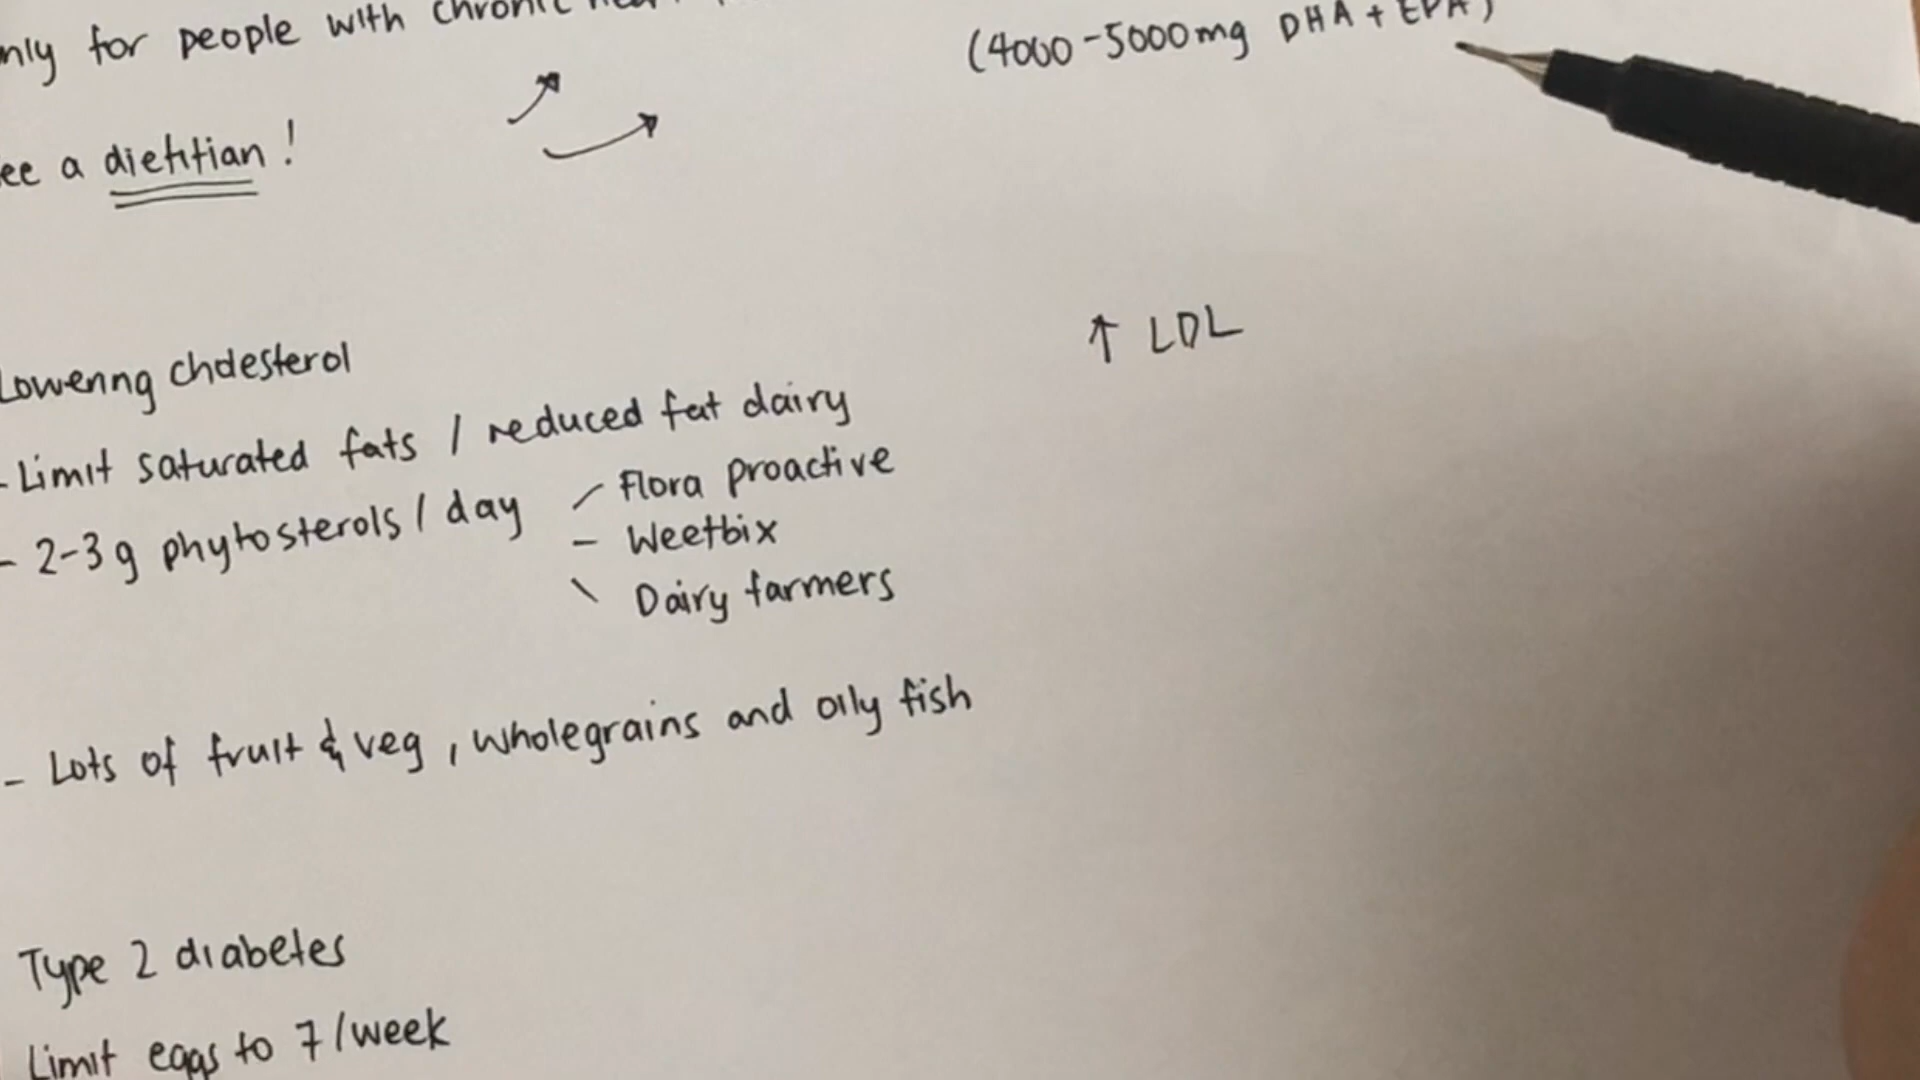 for people with chronic
(4000-5000mg DHA + EPA)
a dietitian!
↑ LDL
Lowering cholesterol
- Limit saturated fats / reduced fat dairy
- 2-3g phytosterols / day
- Flora proactive
- Weetbix
- Dairy farmers
- Lots of fruit & veg, wholegrains and oily fish
Type 2 diabetes
Limit eggs to 7/week